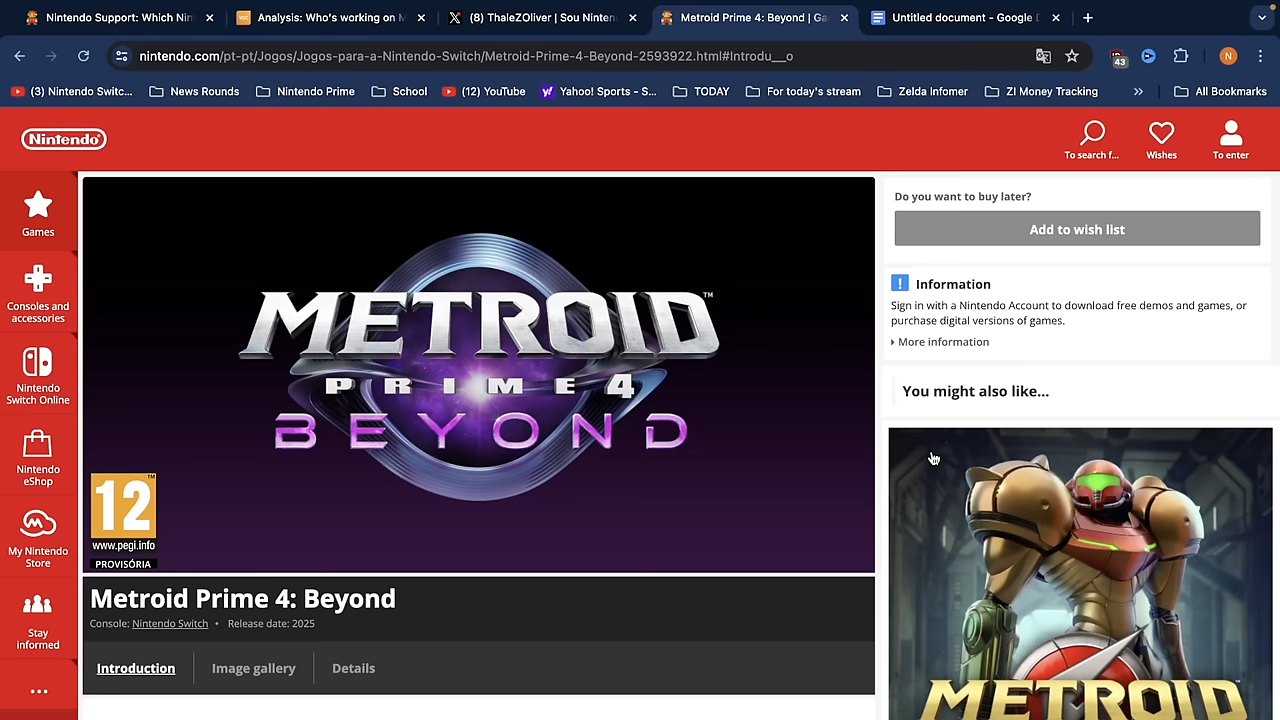 Nintendo Support: Which Nin
Analysis: Who's working on M
(8) ThaleZOliver | Sou Ninten
Metroid Prime 4: Beyond | Ga
Untitled document - Google D
nintendo.com/pt-pt/Jogos/Jogos-para-a-Nintendo-Switch/Metroid-Prime-4-Beyond-2593922.html#Introdu__o
43
N
(3) Nintendo Switc...
News Rounds
Nintendo Prime
School
(12) YouTube
Yahoo! Sports - S...
TODAY
For today's stream
Zelda Infomer
ZI Money Tracking
All Bookmarks
Nintendo
To search f...
Wishes
To enter
Games
Consoles and
accessories
Nintendo
Switch Online
Nintendo
eShop
My Nintendo
Store
Stay
informed
METROID™
PRIME 4
BEYOND
12
www.pegi.info
PROVISÓRIA
Metroid Prime 4: Beyond
Console: Nintendo Switch • Release date: 2025
Introduction
Image gallery
Details
Do you want to buy later?
Add to wish list
Information
Sign in with a Nintendo Account to download free demos and games, or
purchase digital versions of games.
More information
You might also like...
METROID